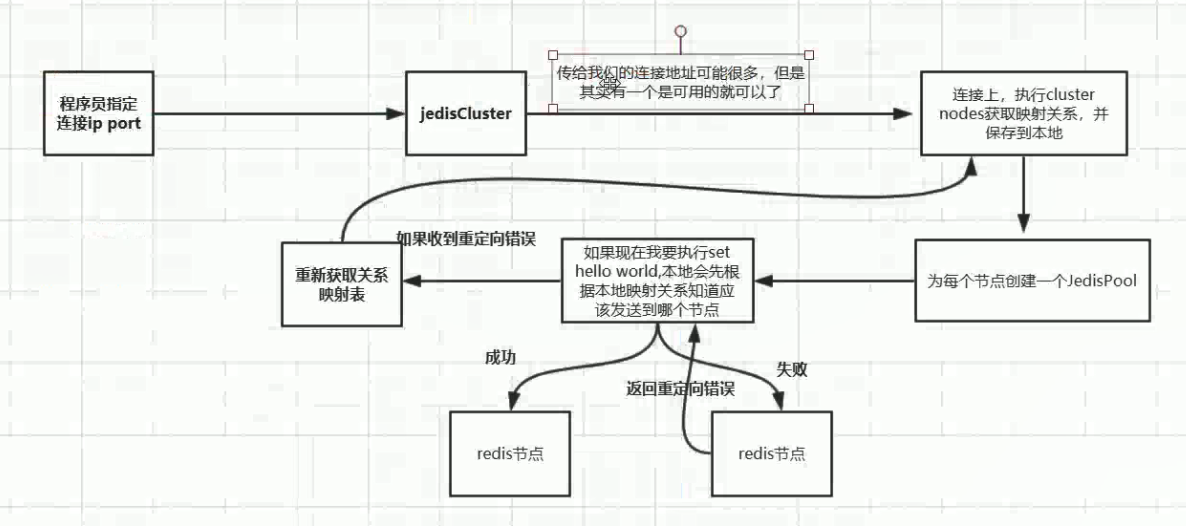 传给我们的连接地址可能很多，但是
其实有一个是可用的就可以了
程序员指定
连接ip port
jedisCluster
连接上，执行cluster
nodes获取映射关系，并
保存到本地
如果收到重定向错误
重新获取关系
映射表
如果现在我要执行set
hello world,本地会先根
据本地映射关系知道应
该发送到哪个节点
为每个节点创建一个JedisPool
成功
失败
返回重定向错误
redis节点
redis节点